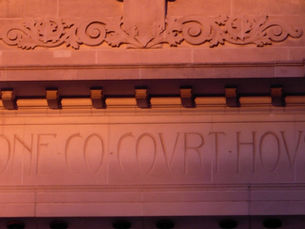 ONE · CO · COVRT HOV